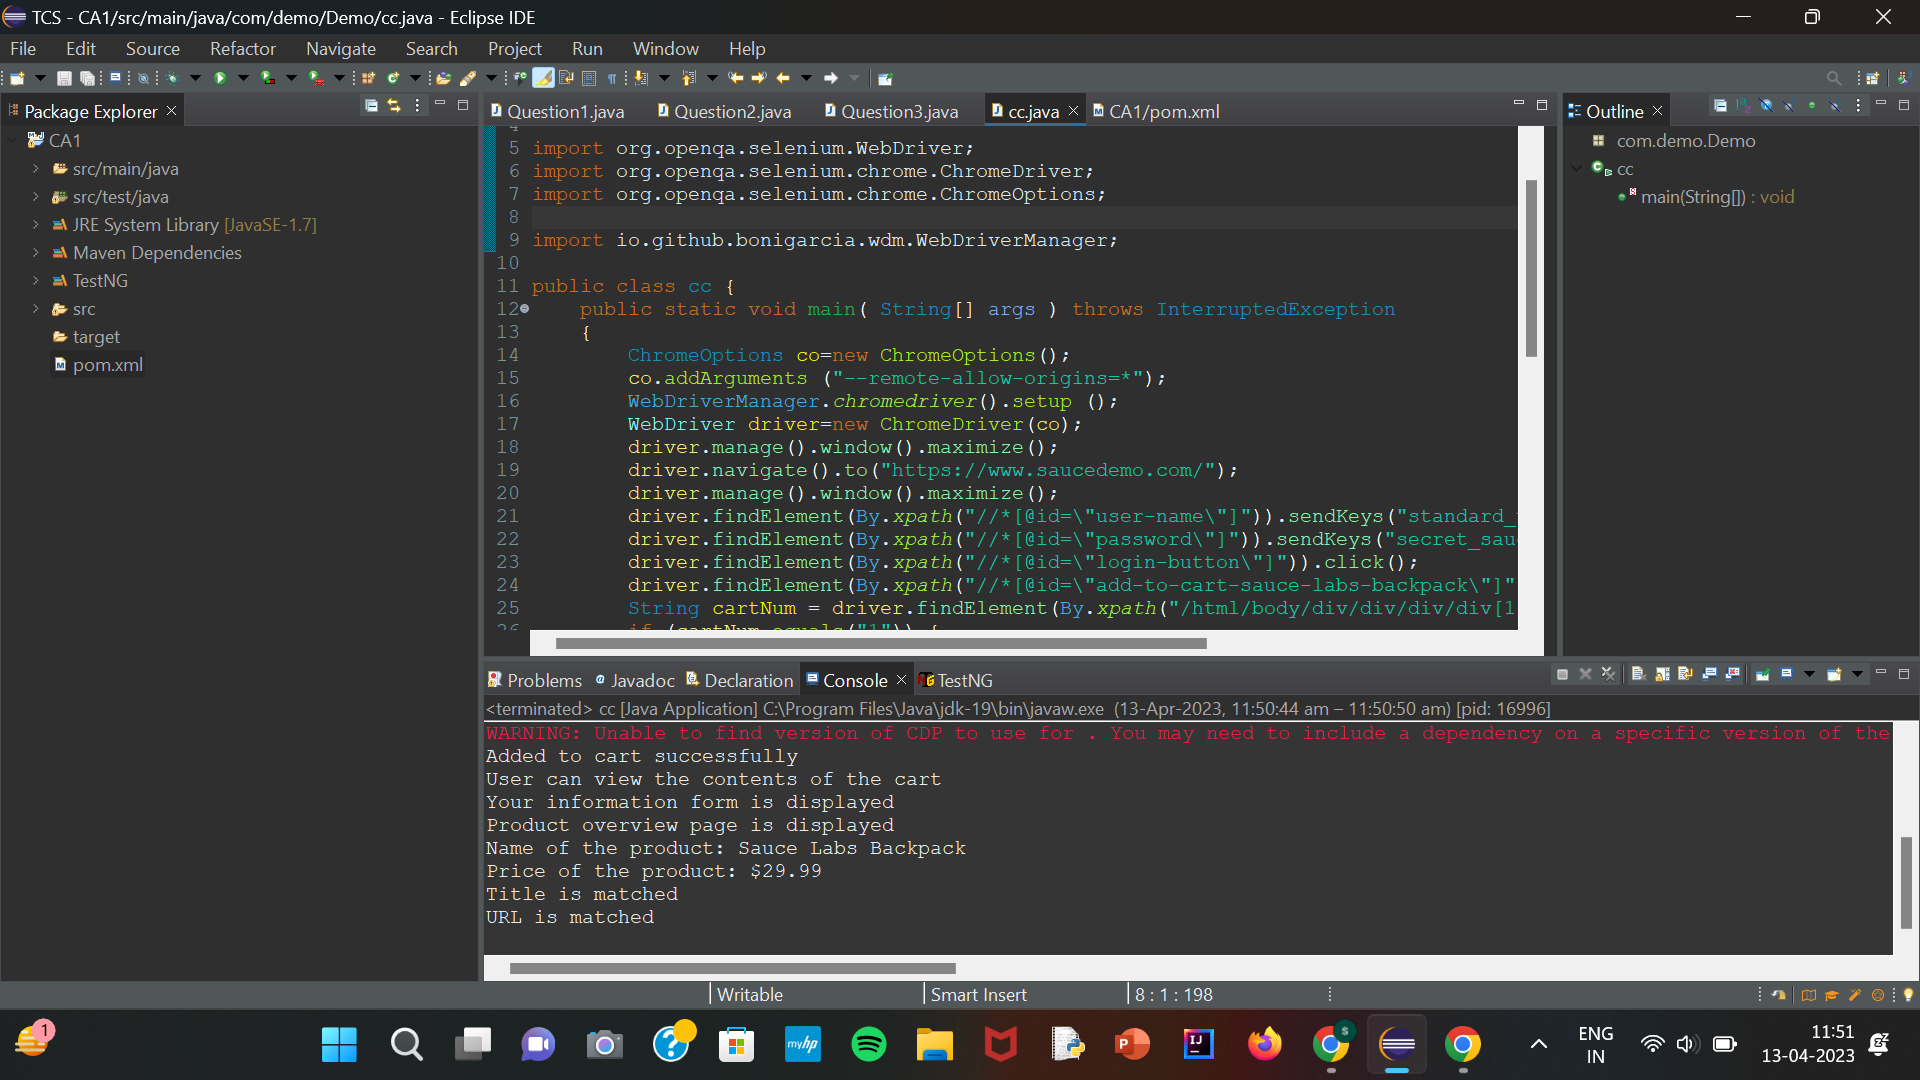 TCS - CA1/src/main/java/com/demo/Demo/cc.java - Eclipse IDE
File Edit Source Refactor Navigate Search Project Run Window Help
Package Explorer
CA1
src/main/java
src/test/java
JRE System Library [JavaSE-1.7]
Maven Dependencies
TestNG
src
target
pom.xml
Question1.java Question2.java Question3.java cc.java CA1/pom.xml
5 import org.openqa.selenium.WebDriver;
6 import org.openqa.selenium.chrome.ChromeDriver;
7 import org.openqa.selenium.chrome.ChromeOptions;
8
9 import io.github.bonigarcia.wdm.WebDriverManager;
10
11 public class cc {
12 public static void main( String[] args ) throws InterruptedException
13 {
14 ChromeOptions co=new ChromeOptions();
15 co.addArguments ("--remote-allow-origins=*");
16 WebDriverManager.chromedriver().setup ();
17 WebDriver driver=new ChromeDriver(co);
18 driver.manage().window().maximize();
19 driver.navigate().to("https://www.saucedemo.com/");
20 driver.manage().window().maximize();
21 driver.findElement(By.xpath("//*[@id=\"user-name\"]")).sendKeys("standard_
22 driver.findElement(By.xpath("//*[@id=\"password\"]")).sendKeys("secret_sau
23 driver.findElement(By.xpath("//*[@id=\"login-button\"]")).click();
24 driver.findElement(By.xpath("//*[@id=\"add-to-cart-sauce-labs-backpack\"]"
25 String cartNum = driver.findElement(By.xpath("/html/body/div/div/div/div[1
26 if (cartNum.equals("1")) {
Outline
com.demo.Demo
cc
main(String[]) : void
Problems Javadoc Declaration Console TestNG
<terminated> cc [Java Application] C:\Program Files\Java\jdk-19\bin\javaw.exe (13-Apr-2023, 11:50:44 am – 11:50:50 am) [pid: 16996]
WARNING: Unable to find version of CDP to use for . You may need to include a dependency on a specific version of the
Added to cart successfully
User can view the contents of the cart
Your information form is displayed
Product overview page is displayed
Name of the product: Sauce Labs Backpack
Price of the product: $29.99
Title is matched
URL is matched
Writable Smart Insert 8 : 1 : 198
1
myhp
ENG
IN
11:51
13-04-2023